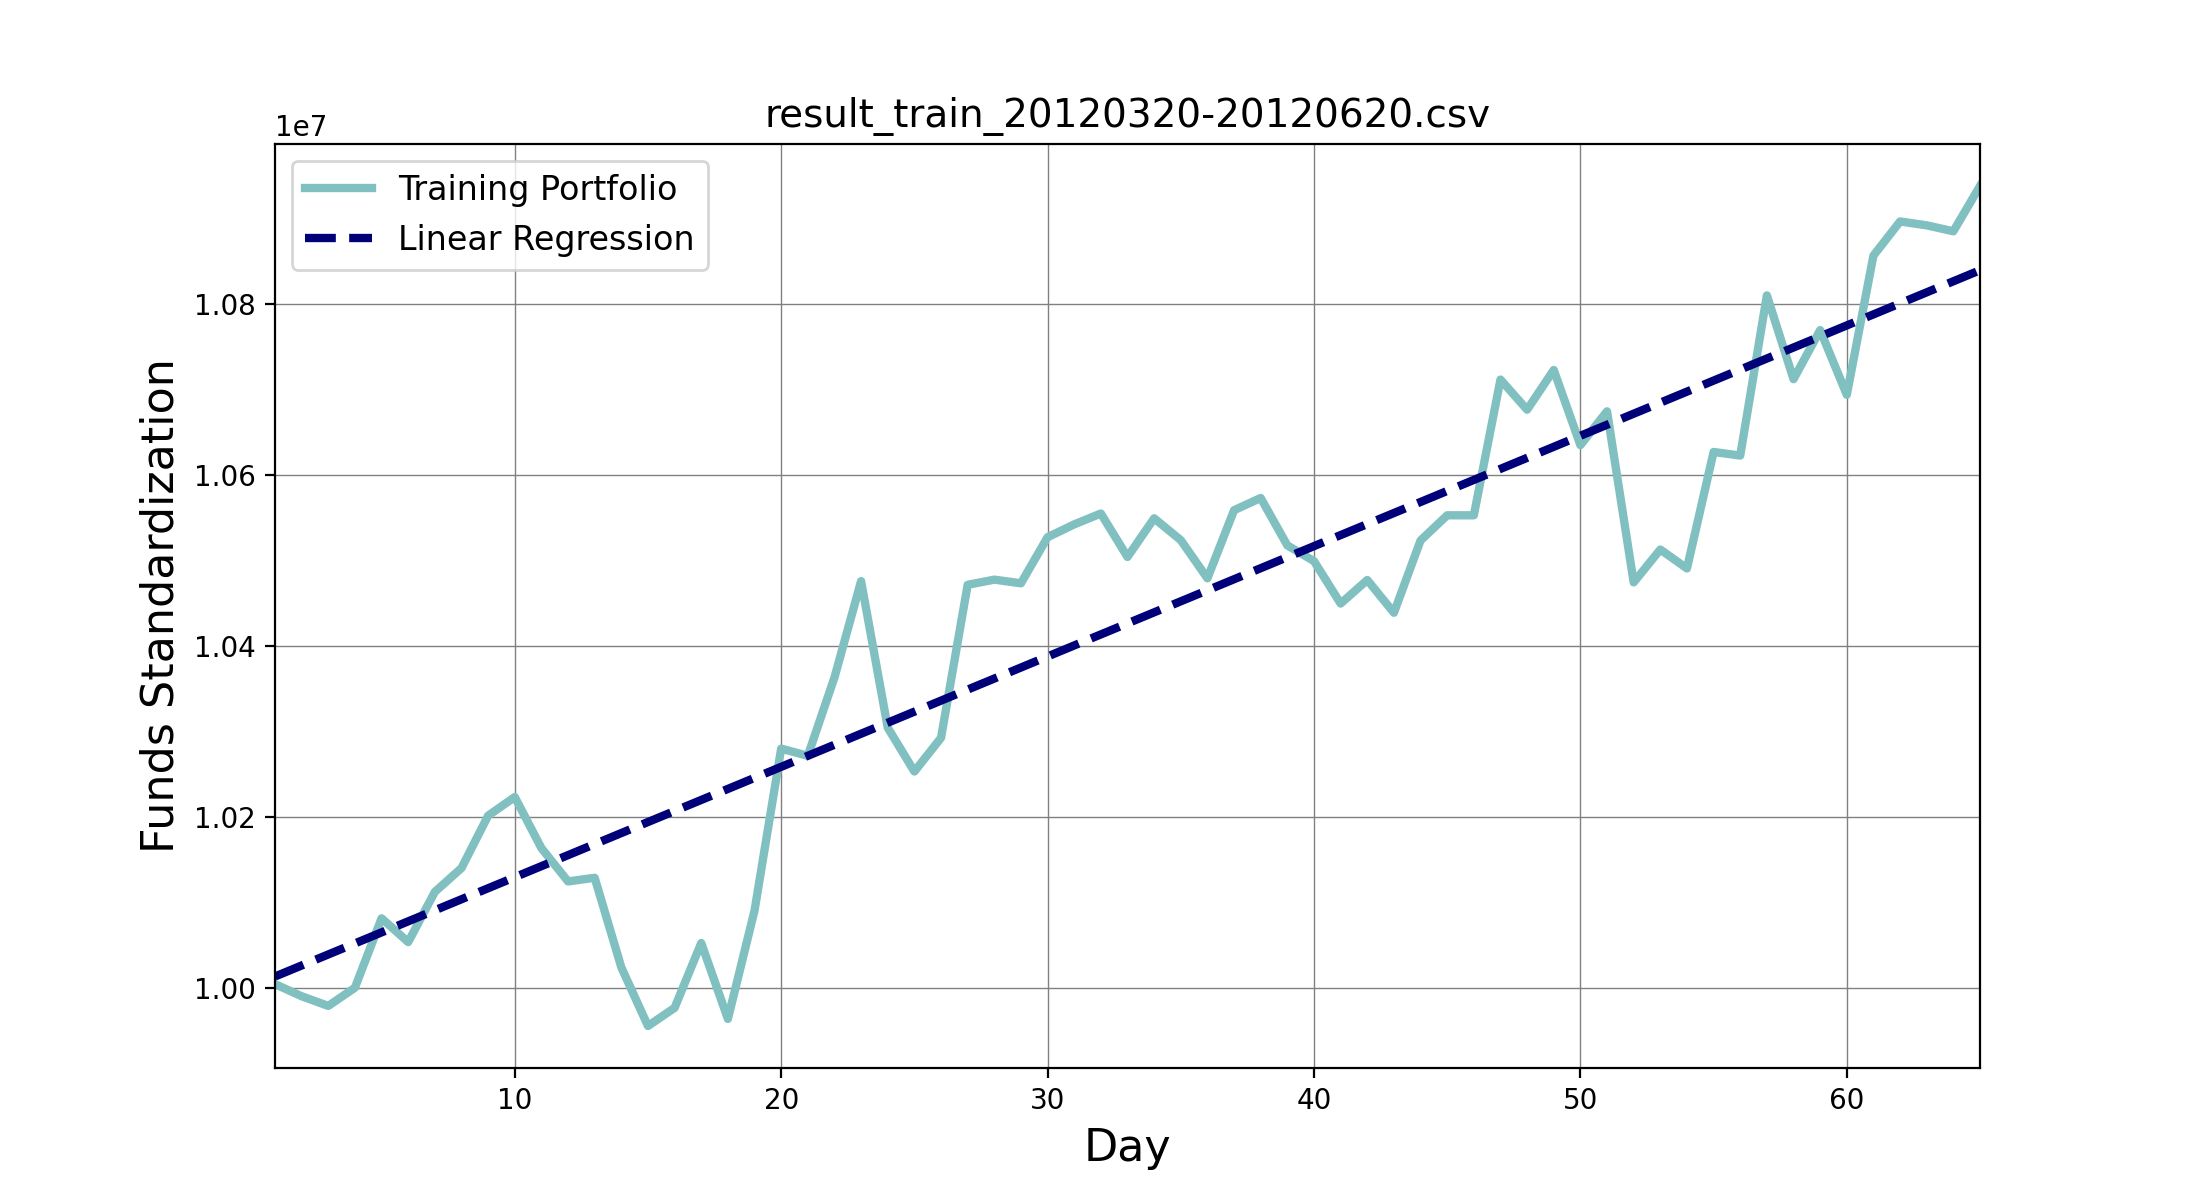 result_train_20120320-20120620.csv
1e7
Training Portfolio
Linear Regression
1.08
1.06
1.04
1.02
1.00
Funds Standardization
10 20 30 40 50 60
Day